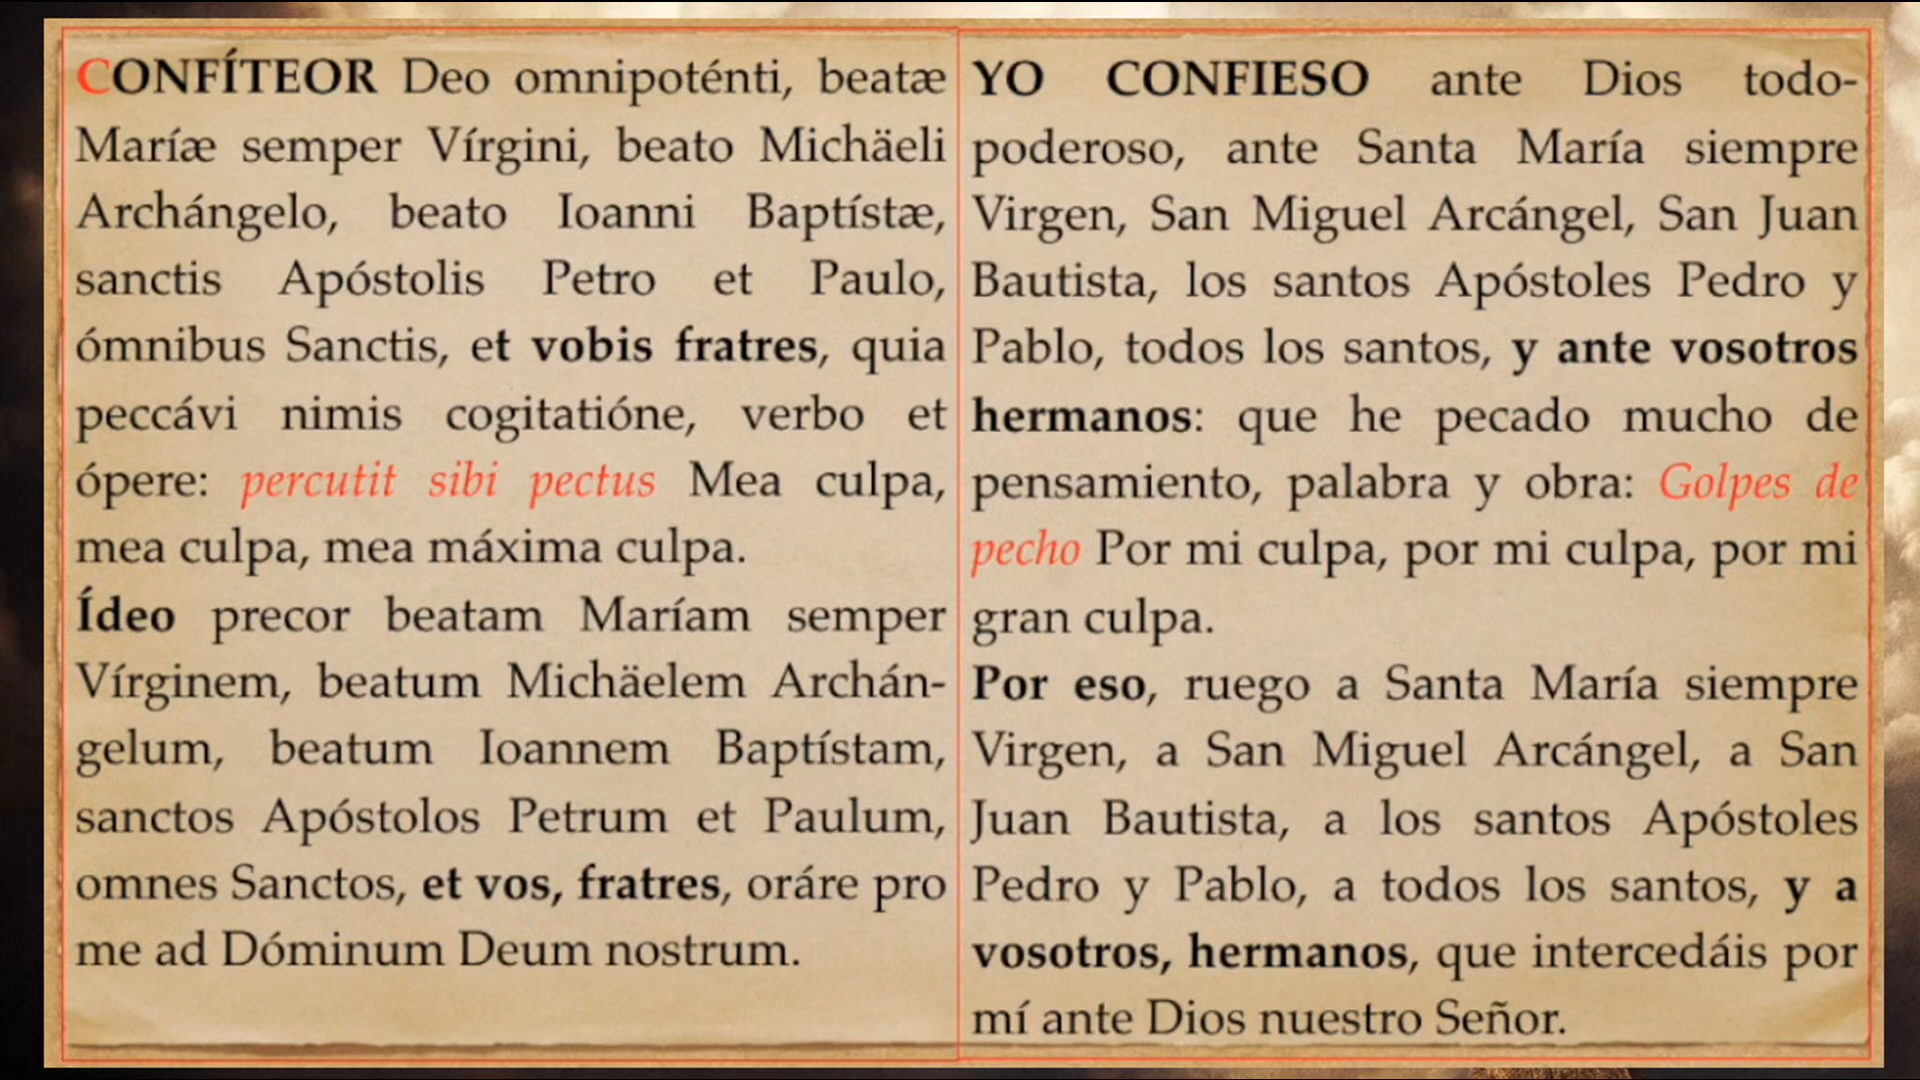 CONFÍTEOR Deo omnipoténti, beatæ
Maríæ semper Vírgini, beato Michäeli
Archángelo, beato Ioanni Baptístæ,
sanctis Apóstolis Petro et Paulo,
ómnibus Sanctis, et vobis fratres, quia
peccávi nimis cogitatióne, verbo et
ópere: percutit sibi pectus Mea culpa,
mea culpa, mea máxima culpa.
Ídeo precor beatam Maríam semper
Vírginem, beatum Michäelem Archán-
gelum, beatum Ioannem Baptístam,
sanctos Apóstolos Petrum et Paulum,
omnes Sanctos, et vos, fratres, oráre pro
me ad Dóminum Deum nostrum.
YO CONFIESO ante Dios todo-
poderoso, ante Santa María siempre
Virgen, San Miguel Arcángel, San Juan
Bautista, los santos Apóstoles Pedro y
Pablo, todos los santos, y ante vosotros
hermanos: que he pecado mucho de
pensamiento, palabra y obra: Golpes de
pecho Por mi culpa, por mi culpa, por mi
gran culpa.
Por eso, ruego a Santa María siempre
Virgen, a San Miguel Arcángel, a San
Juan Bautista, a los santos Apóstoles
Pedro y Pablo, a todos los santos, y a
vosotros, hermanos, que intercedáis por
mí ante Dios nuestro Señor.